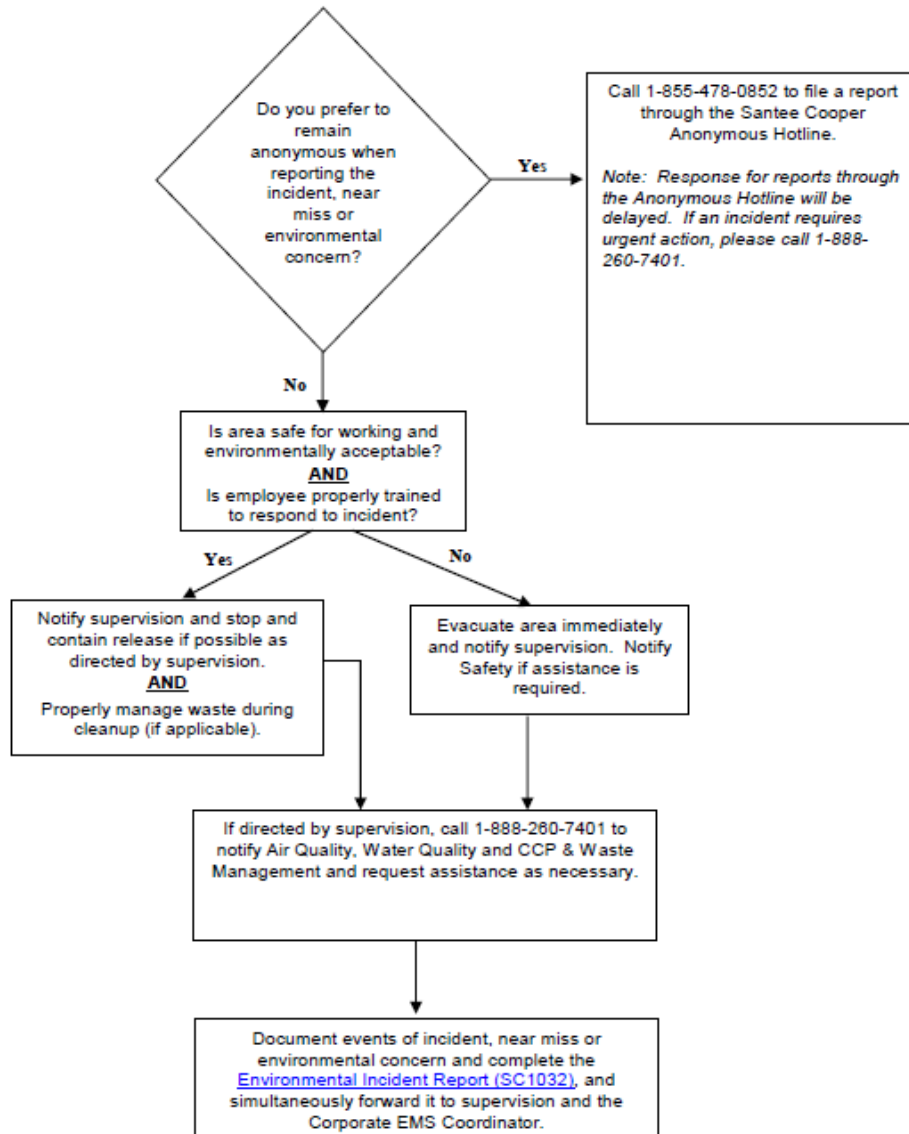 Do you prefer to
remain
anonymous when
reporting the
incident, near
miss or
environmental
concern?
Yes
Call 1-855-478-0852 to file a report
through the Santee Cooper
Anonymous Hotline.
Note: Response for reports through
the Anonymous Hotline will be
delayed. If an incident requires
urgent action, please call 1-888-
260-7401.
No
Is area safe for working and
environmentally acceptable?
AND
Is employee properly trained
to respond to incident?
Yes
No
Notify supervision and stop and
contain release if possible as
directed by supervision.
AND
Properly manage waste during
cleanup (if applicable).
Evacuate area immediately
and notify supervision. Notify
Safety if assistance is
required.
If directed by supervision, call 1-888-260-7401 to
notify Air Quality, Water Quality and CCP & Waste
Management and request assistance as necessary.
Document events of incident, near miss or
environmental concern and complete the
Environmental Incident Report (SC1032), and
simultaneously forward it to supervision and the
Corporate EMS Coordinator.